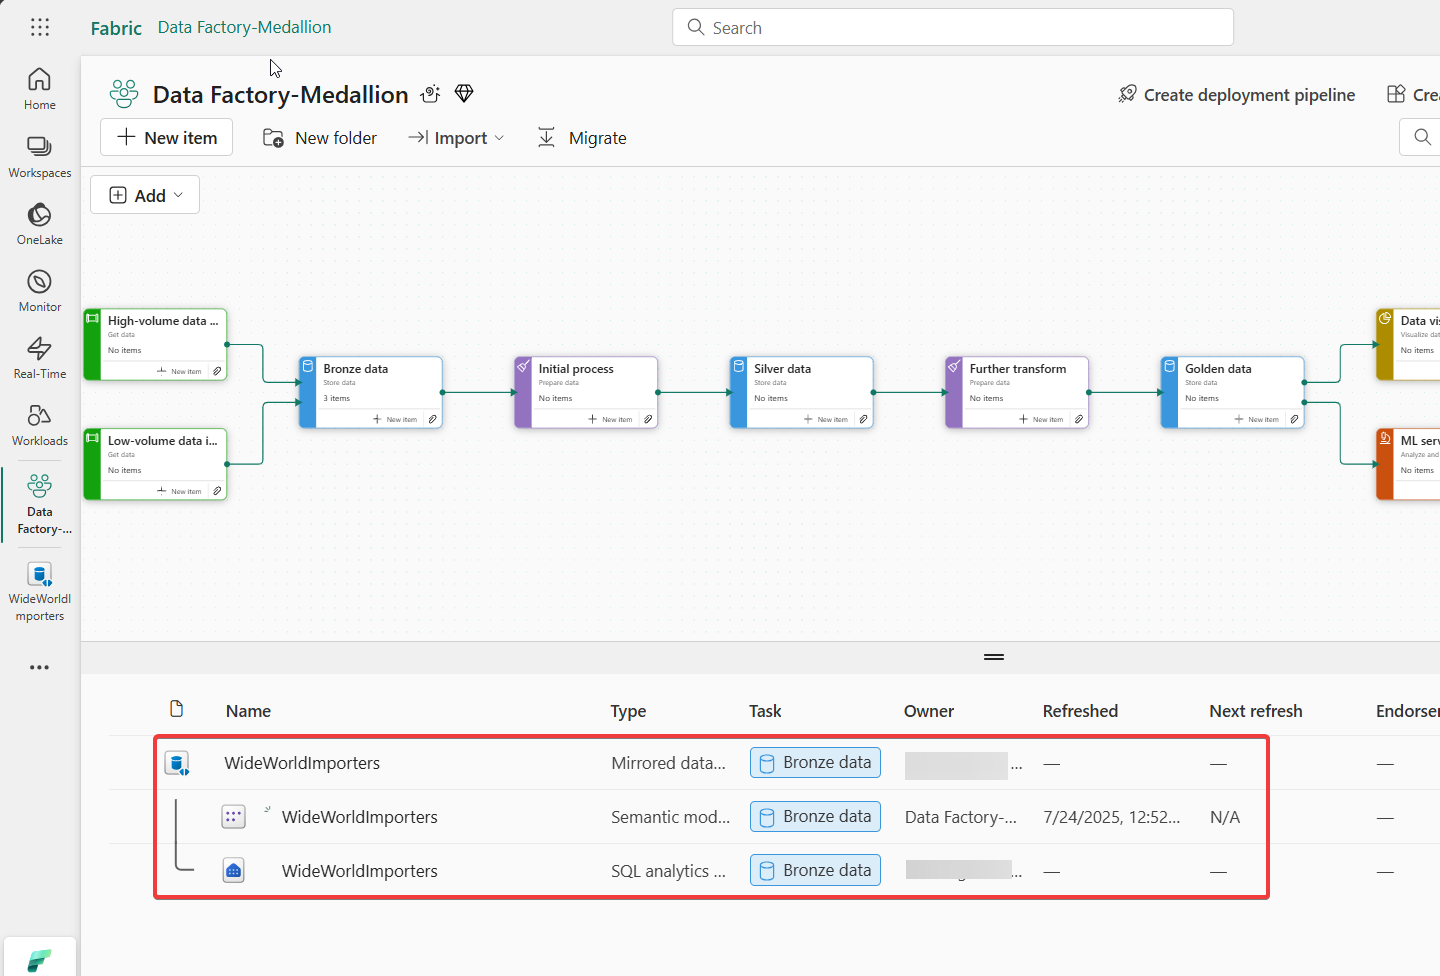 Fabric Data Factory-Medallion
Search
Home
Workspaces
OneLake
Monitor
Real-Time
Workloads
Data
Factory-...
WideWorldI
mporters
Data Factory-Medallion
Create deployment pipeline
Crea
New item
New folder
Import
Migrate
Add
High-volume data ...
Get data
No items
New item
Low-volume data i...
Get data
No items
New item
Bronze data
Store data
3 items
New item
Initial process
Prepare data
No items
New item
Silver data
Store data
No items
New item
Further transform
Prepare data
No items
New item
Golden data
Store data
No items
New item
Data vis
Visualize dat
No items
ML serv
Analyze and
No items
Name Type Task Owner Refreshed Next refresh Endorser
WideWorldImporters Mirrored data... Bronze data ... — — —
WideWorldImporters Semantic mod... Bronze data Data Factory-... 7/24/2025, 12:52... N/A —
WideWorldImporters SQL analytics ... Bronze data ... — — —